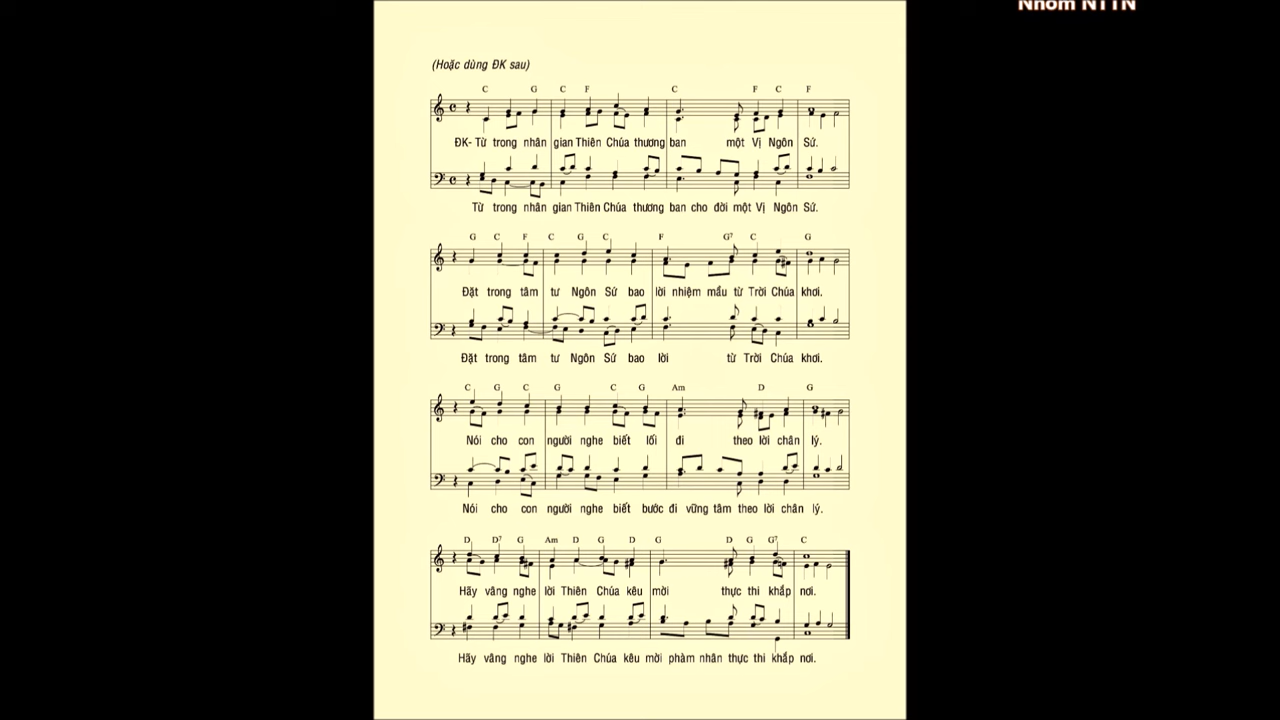 Nhóm NTTN
(Hoặc dùng ĐK sau)
C G C F C F C F
ĐK- Từ trong nhân gian Thiên Chúa thương ban một Vị Ngôn Sứ.
Từ trong nhân gian Thiên Chúa thương ban cho đời một Vị Ngôn Sứ.
G C F C G C F G7 C G
Đặt trong tâm tư Ngôn Sứ bao lời nhiệm mầu từ Trời Chúa khơi.
Đặt trong tâm tư Ngôn Sứ bao lời từ Trời Chúa khơi.
C G C G C G Am D G
Nói cho con người nghe biết lối đi theo lời chân lý.
Nói cho con người nghe biết bước đi vững tâm theo lời chân lý.
D D7 G Am D G D G D G G7 C
Hãy vâng nghe lời Thiên Chúa kêu mời thực thi khắp nơi.
Hãy vâng nghe lời Thiên Chúa kêu mời phàm nhân thực thi khắp nơi.